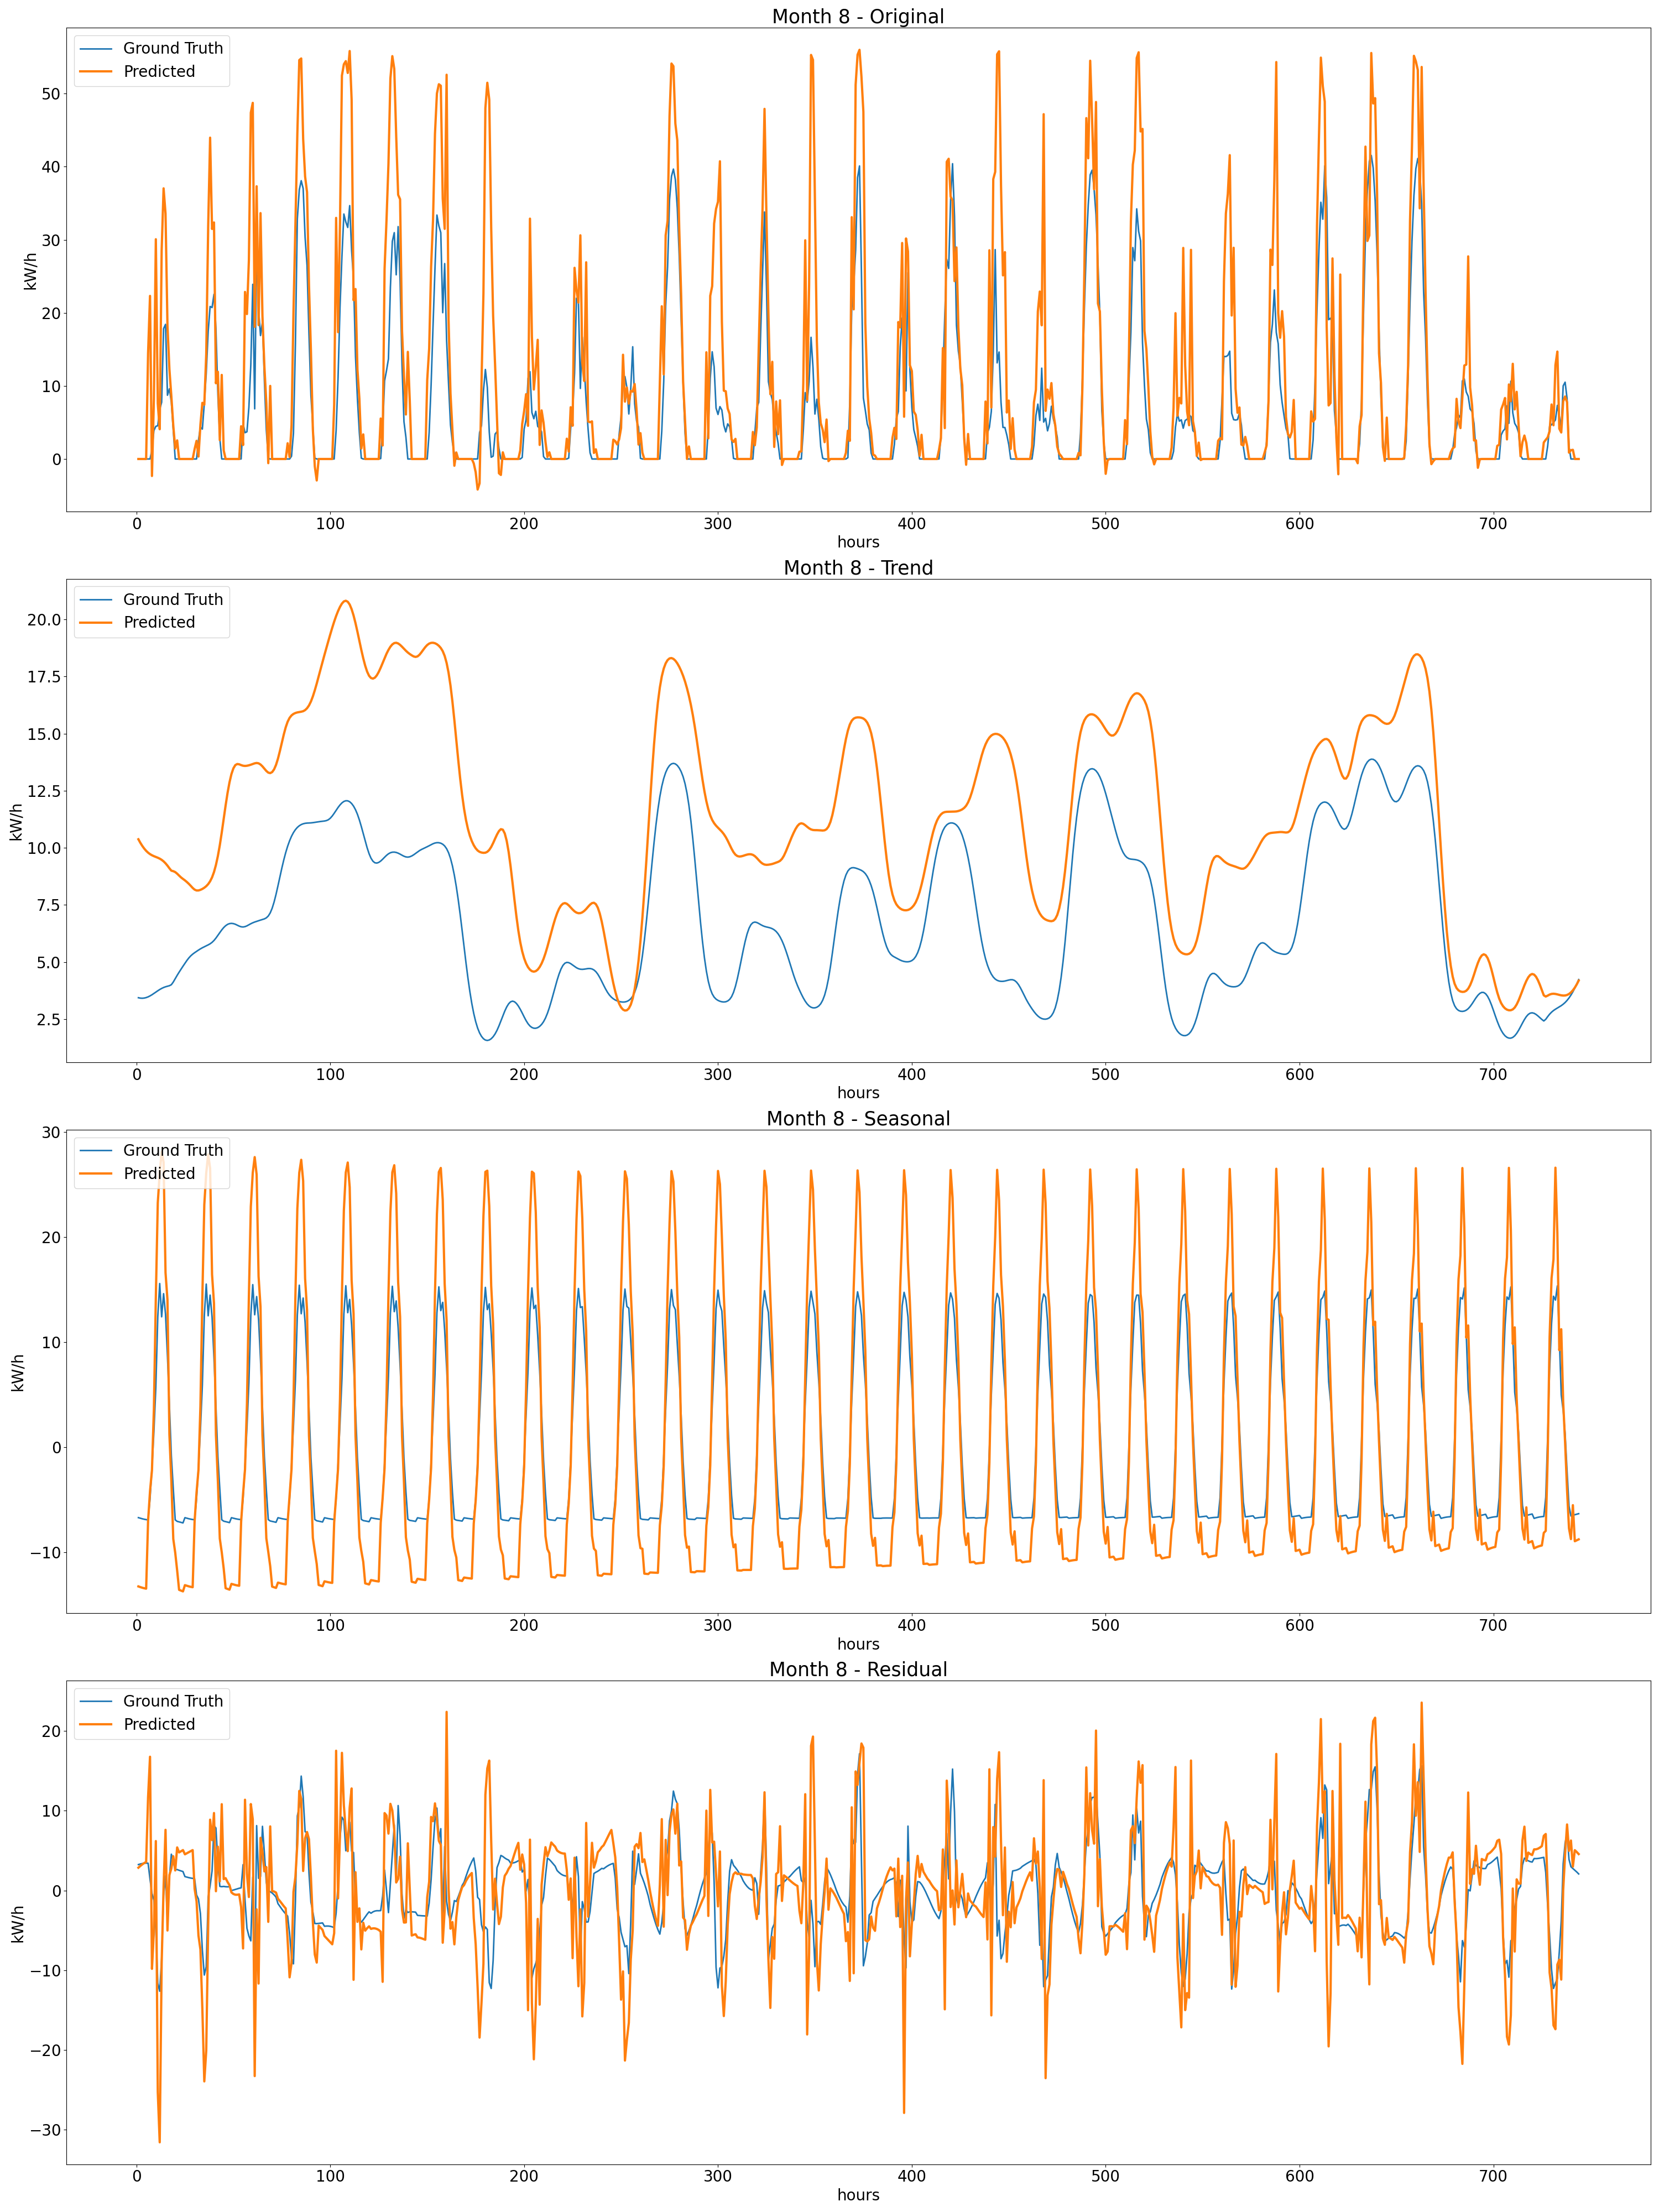 Month 8 - Original
Ground Truth
Predicted
kW/h
50
40
30
20
10
0
0 100 200 300 400 500 600 700
hours
Month 8 - Trend
Ground Truth
Predicted
kW/h
20.0
17.5
15.0
12.5
10.0
7.5
5.0
2.5
0 100 200 300 400 500 600 700
hours
Month 8 - Seasonal
Ground Truth
Predicted
kW/h
30
20
10
0
−10
0 100 200 300 400 500 600 700
hours
Month 8 - Residual
Ground Truth
Predicted
kW/h
20
10
0
−10
−20
−30
0 100 200 300 400 500 600 700
hours